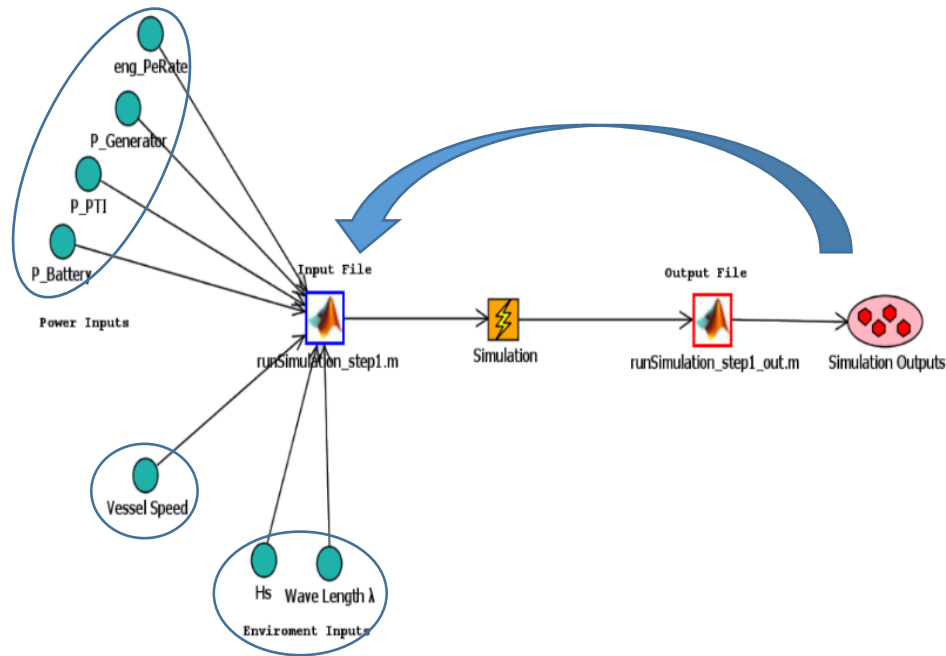 eng_PeRate
P_Generator
P_PTI
P_Battery
Power Inputs
Input File
runSimulation_step1.m
Simulation
Output File
runSimulation_step1_out.m
Simulation Outputs
Vessel Speed
Hs
Wave Length λ
Enviroment Inputs